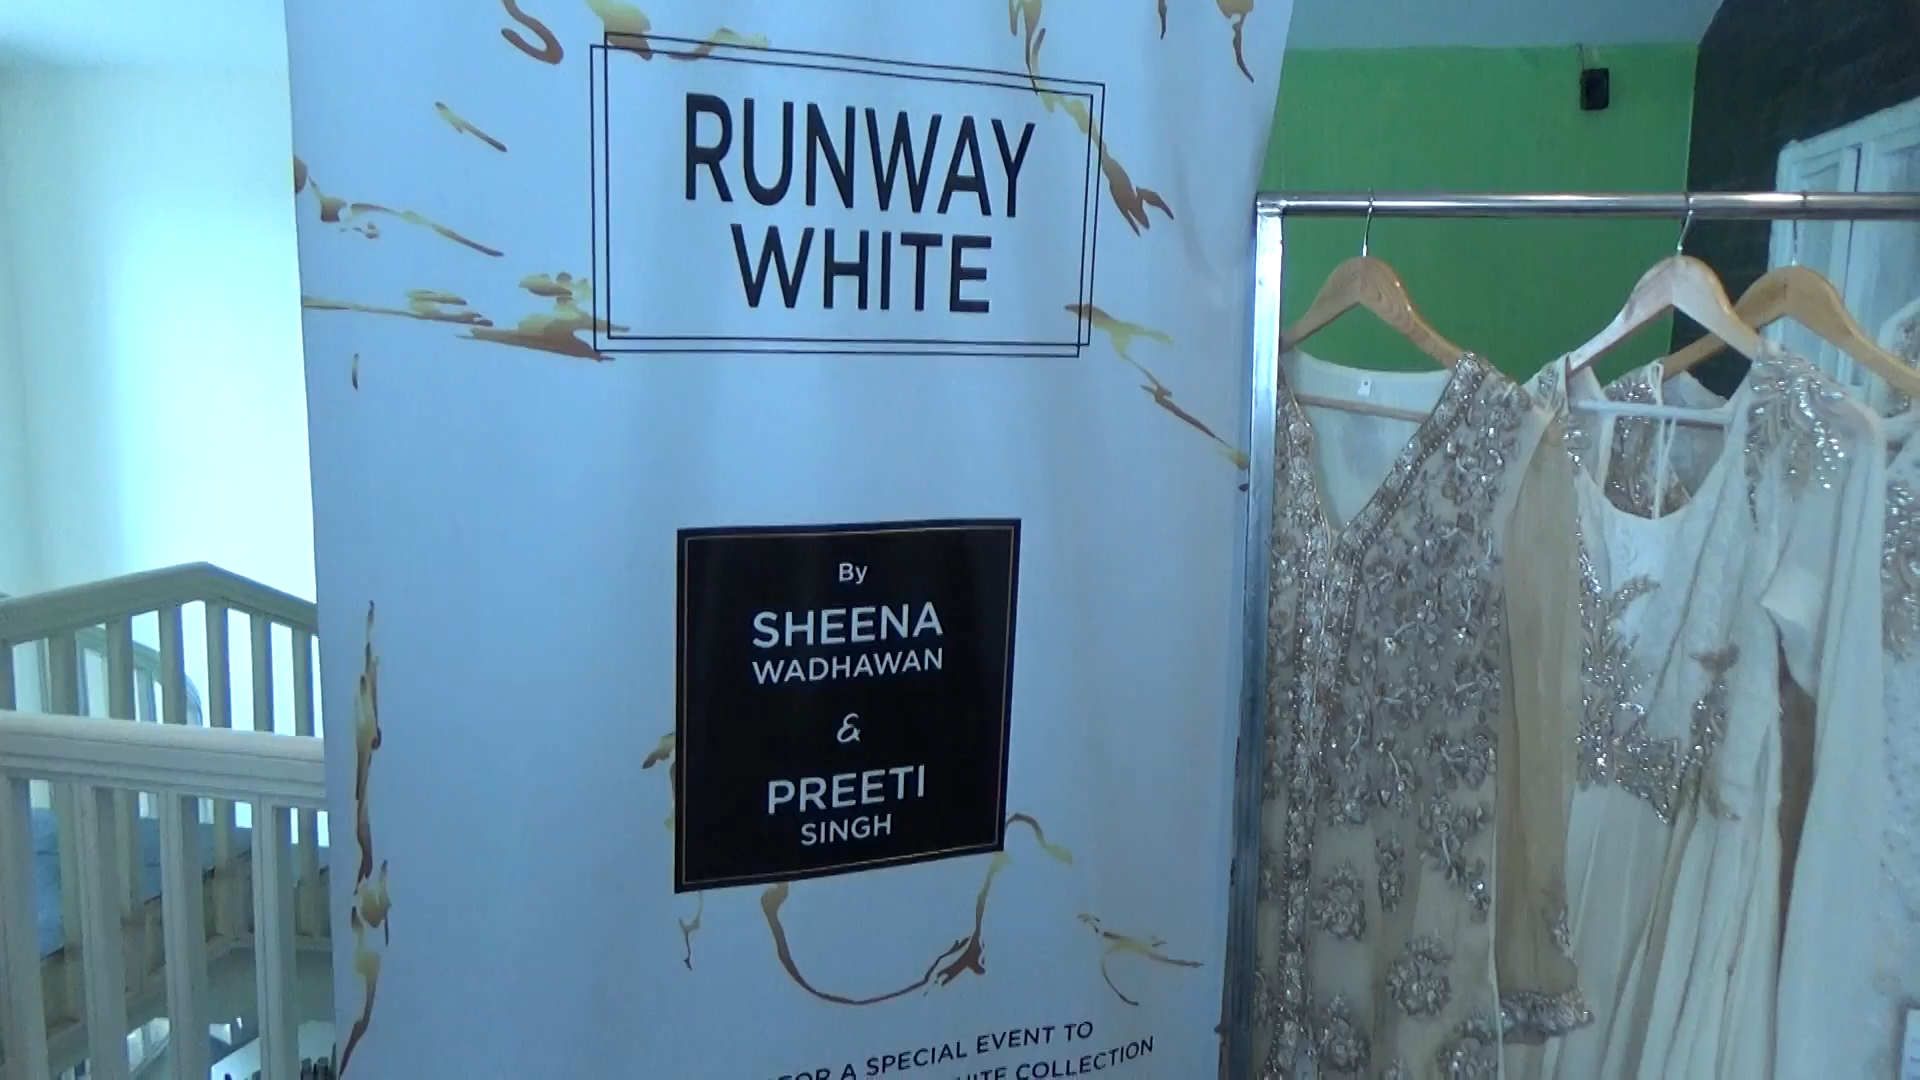 RUNWAY
WHITE
By
SHEENA
WADHAWAN
&
PREETI
SINGH
FOR A SPECIAL EVENT TO
COLLECTION